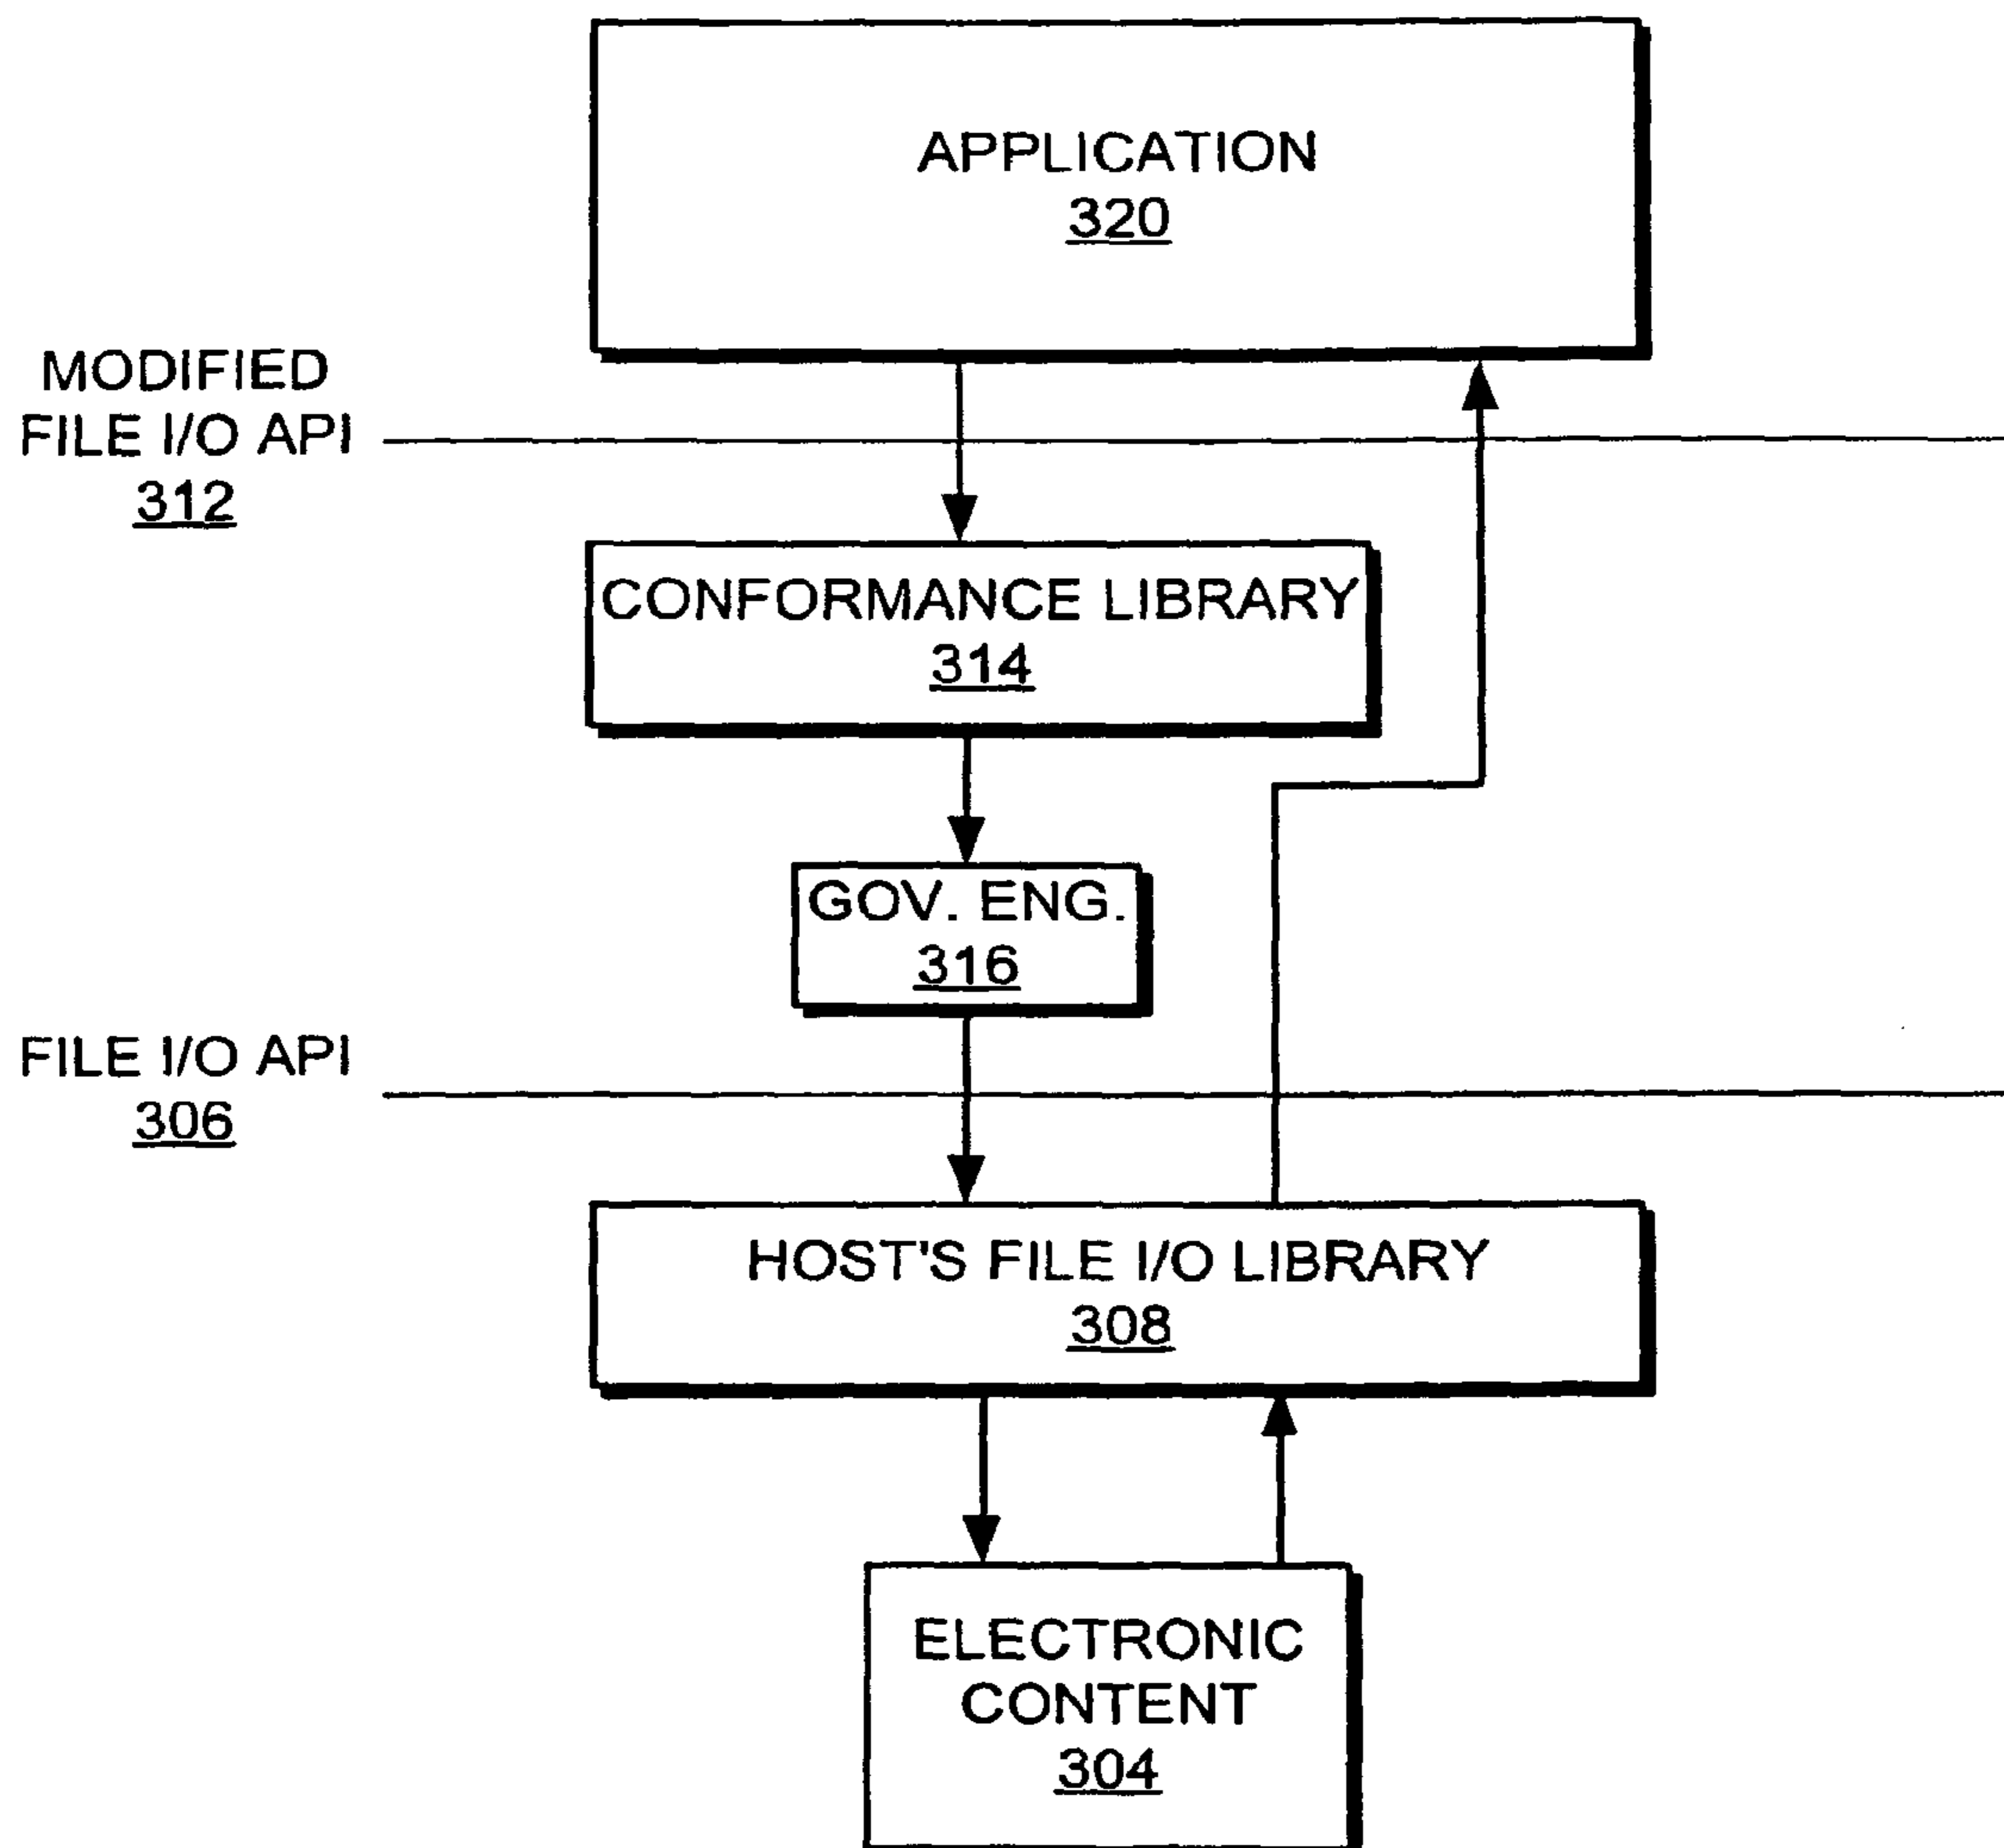 APPLICATION
320
MODIFIED
FILE I/O API
312
CONFORMANCE LIBRARY
314
GOV. ENG.
316
FILE I/O API
306
HOST'S FILE I/O LIBRARY
308
ELECTRONIC
CONTENT
304